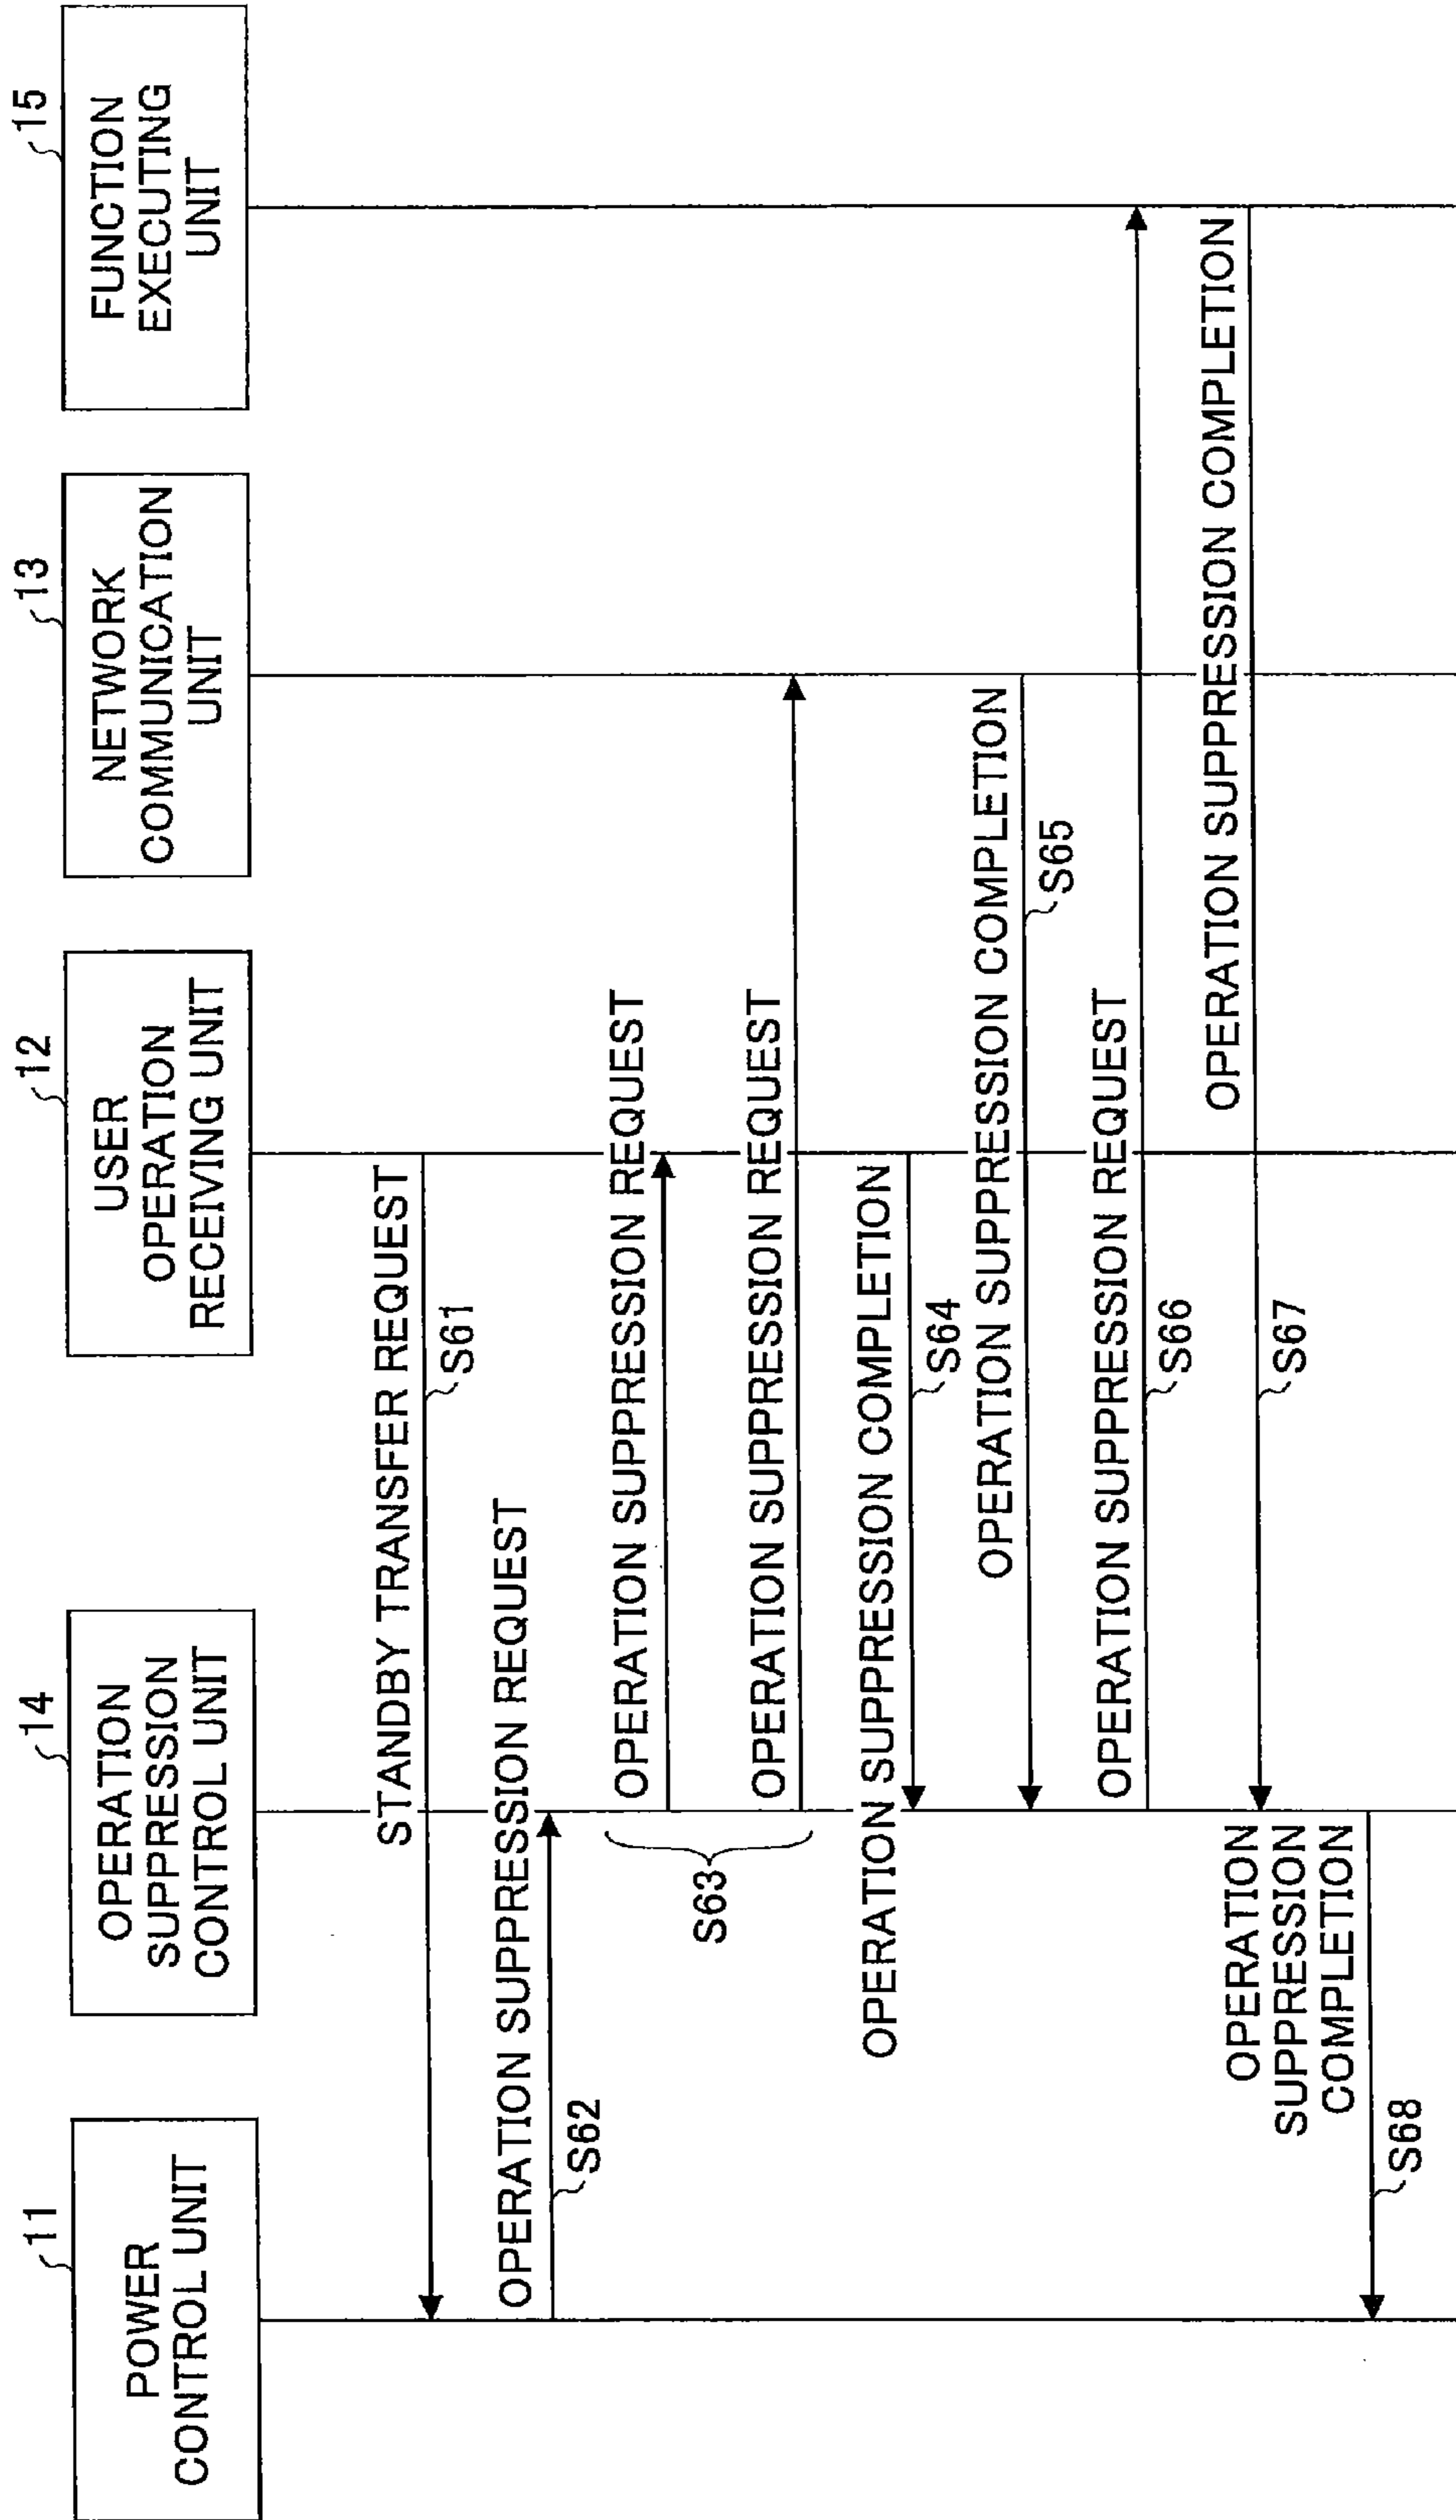 11
POWER
CONTROL UNIT
14
OPERATION
SUPPRESSION
CONTROL UNIT
12
USER
OPERATION
RECEIVING UNIT
13
NETWORK
COMMUNICATION
UNIT
15
FUNCTION
EXECUTING
UNIT
STANDBY TRANSFER REQUEST
S61
OPERATION SUPPRESSION REQUEST
S62
OPERATION SUPPRESSION REQUEST
S63
OPERATION SUPPRESSION REQUEST
OPERATION SUPPRESSION COMPLETION
S64
OPERATION SUPPRESSION COMPLETION
S65
OPERATION SUPPRESSION REQUEST
S66
OPERATION SUPPRESSION COMPLETION
S67
OPERATION
SUPPRESSION
COMPLETION
S68